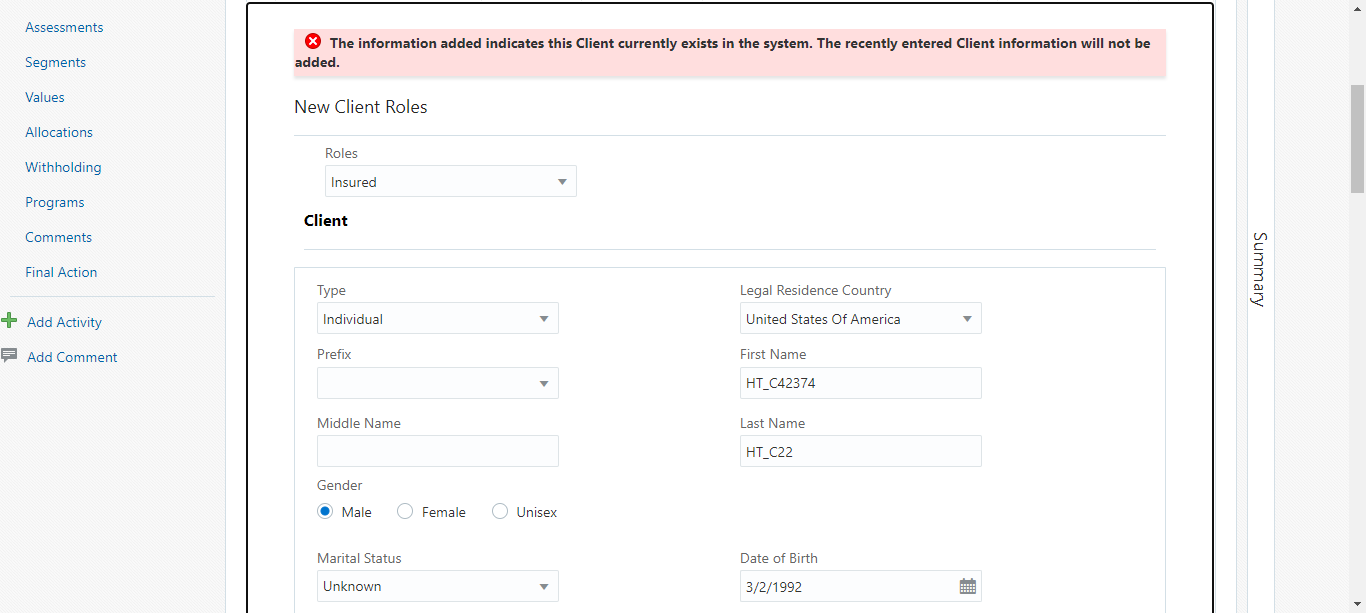 Assessments
Segments
Values
Allocations
Withholding
Programs
Comments
Final Action
Add Activity
Add Comment
The information added indicates this Client currently exists in the system. The recently entered Client information will not be
added.
New Client Roles
Roles
Insured
Client
Type
Legal Residence Country
Individual
United States Of America
Prefix
First Name
HT_C42374
Middle Name
Last Name
HT_C22
Gender
Male Female Unisex
Marital Status
Date of Birth
Unknown
3/2/1992
Summary